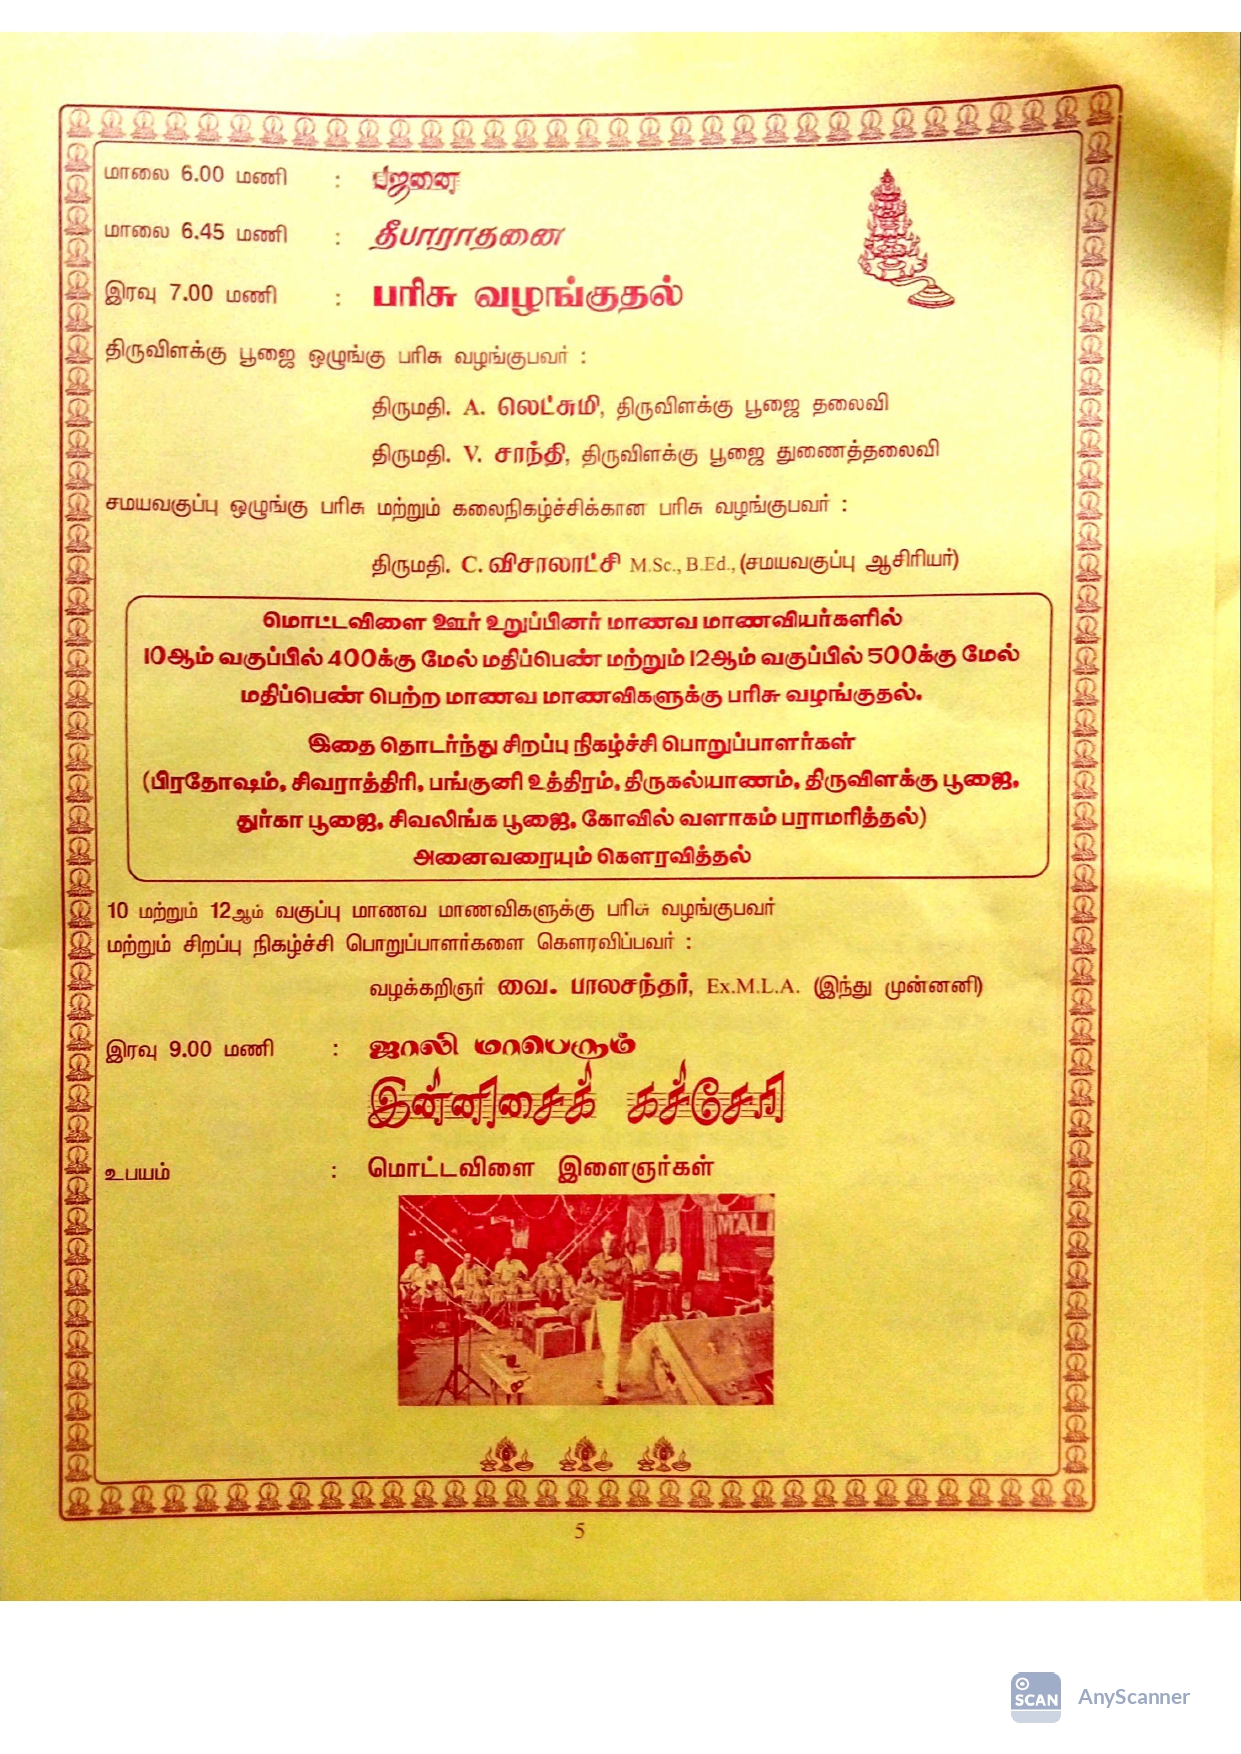 மாலை 6.00 மணி : பஜனை
மாலை 6.45 மணி : தீபாராதனை
இரவு 7.00 மணி : பரிசு வழங்குதல்
திருவிளக்கு பூஜை ஒழுங்கு பரிசு வழங்குபவர் :
திருமதி. A. லெட்சுமி, திருவிளக்கு பூஜை தலைவி
திருமதி. V. சாந்தி, திருவிளக்கு பூஜை துணைத்தலைவி
சமயவகுப்பு ஒழுங்கு பரிசு மற்றும் கலைநிகழ்ச்சிக்கான பரிசு வழங்குபவர் :
திருமதி. C. விசாலாட்சி M.Sc., B.Ed., (சமயவகுப்பு ஆசிரியர்)
மொட்டவிளை ஊர் உறுப்பினர் மாணவ மாணவியர்களில்
10ஆம் வகுப்பில் 400க்கு மேல் மதிப்பெண் மற்றும் 12ஆம் வகுப்பில் 500க்கு மேல்
மதிப்பெண் பெற்ற மாணவ மாணவிகளுக்கு பரிசு வழங்குதல்.
இதை தொடர்ந்து சிறப்பு நிகழ்ச்சி பொறுப்பாளர்கள்
(பிரதோஷம், சிவராத்திரி, பங்குனி உத்திரம், திருகல்யாணம், திருவிளக்கு பூஜை,
துர்கா பூஜை, சிவலிங்க பூஜை, கோவில் வளாகம் பராமரித்தல்)
அனைவரையும் கௌரவித்தல்
10 மற்றும் 12ஆம் வகுப்பு மாணவ மாணவிகளுக்கு பரிசு வழங்குபவர்
மற்றும் சிறப்பு நிகழ்ச்சி பொறுப்பாளர்களை கௌரவிப்பவர் :
வழக்கறிஞர் வை. பாலசந்தர், Ex.M.L.A. (இந்து முன்னனி)
இரவு 9.00 மணி : ஜாலி மாபெரும்
இன்னிசைக் கச்சேரி
உபயம் : மொட்டவிளை இளைஞர்கள்
MALI
5
SCAN AnyScanner